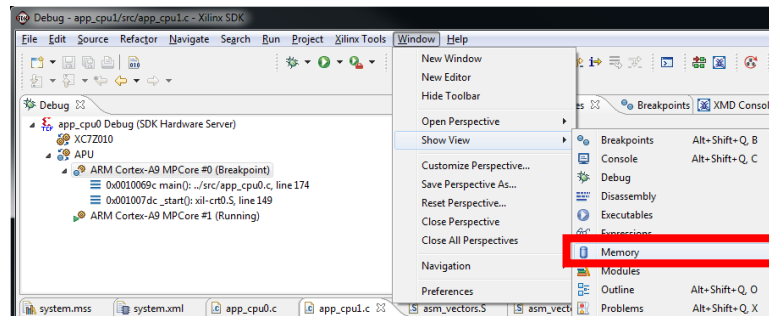 Debug - app_cpu1/src/app_cpu1.c - Xilinx SDK
File Edit Source Refactor Navigate Search Run Project Xilinx Tools Window Help
New Window
New Editor
Hide Toolbar
Open Perspective
Show View
Customize Perspective...
Save Perspective As...
Reset Perspective...
Close Perspective
Close All Perspectives
Navigation
Preferences
Debug
app_cpu0 Debug (SDK Hardware Server)
XC7Z010
APU
ARM Cortex-A9 MPCore #0 (Breakpoint)
0x0010069c main(): ../src/app_cpu0.c, line 174
0x001007dc _start(): xil-crt0.S, line 149
ARM Cortex-A9 MPCore #1 (Running)
es Breakpoints XMD Consol
Breakpoints Alt+Shift+Q, B
Console Alt+Shift+Q, C
Debug
Disassembly
Executables
Expressions
Memory
Modules
Outline Alt+Shift+Q, O
Problems Alt+Shift+Q, X
system.mss system.xml app_cpu0.c app_cpu1.c asm_vectors.S asm_vect